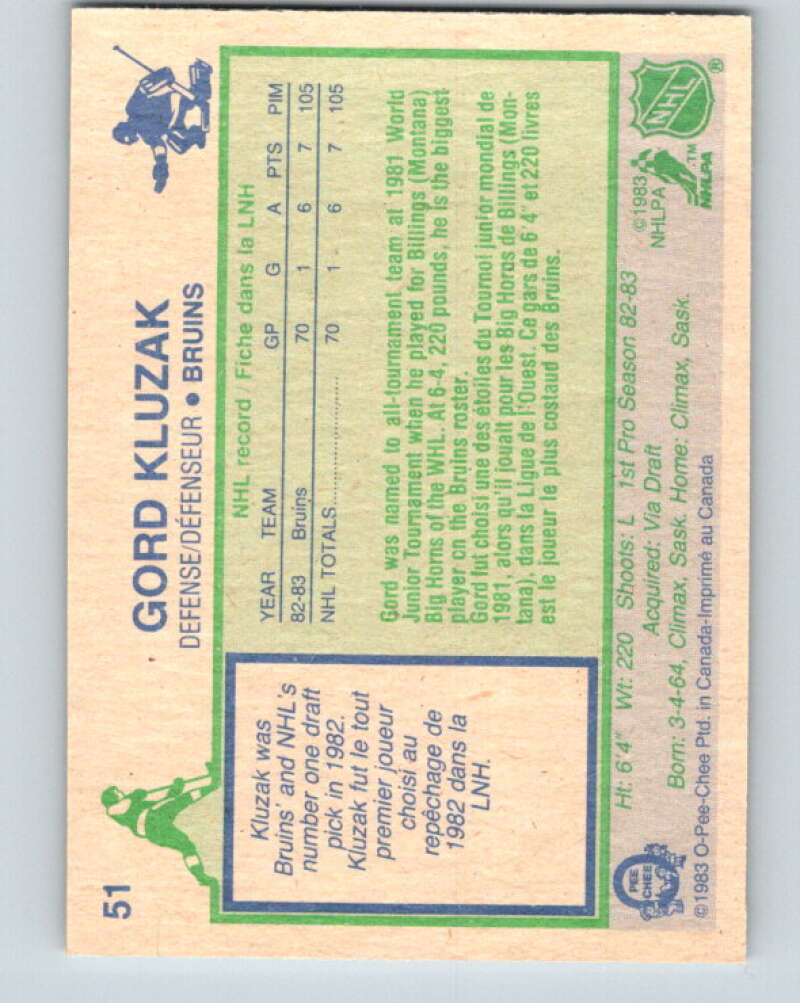 51
GORD KLUZAK
DEFENSE/DÉFENSEUR • BRUINS
Kluzak was
Bruins' and NHL's
number one draft
pick in 1982.
Kluzak fut le tout
premier joueur
choisi au
repêchage de
1982 dans la
LNH.
NHL record / Fiche dans la LNH
YEAR TEAM GP G A PTS PIM
82-83 Bruins 70 1 6 7 105
NHL TOTALS 70 1 6 7 105
Gord was named to all-tournament team at 1981 World
Junior Tournament when he played for Billings (Montana)
Big Horns of the WHL. At 6-4, 220 pounds, he is the biggest
player on the Bruins roster.
Gord fut choisi une des étoiles du Tournoi junior mondial de
1981, alors qu'il jouait pour les Big Horns de Billings (Mon-
tana), dans la Ligue de l'Ouest. Ce gars de 6'4" et 220 livres
est le joueur le plus costaud des Bruins.
Ht: 6'4" Wt: 220 Shoots: L 1st Pro Season 82-83
Acquired: Via Draft
Born: 3-4-64, Climax, Sask. Home: Climax, Sask.
©1983 O-Pee-Chee Ptd. in Canada-Imprimé au Canada
O
PEE
CHEE
©1983
NHLPA
NHLPA
™
NHL
®